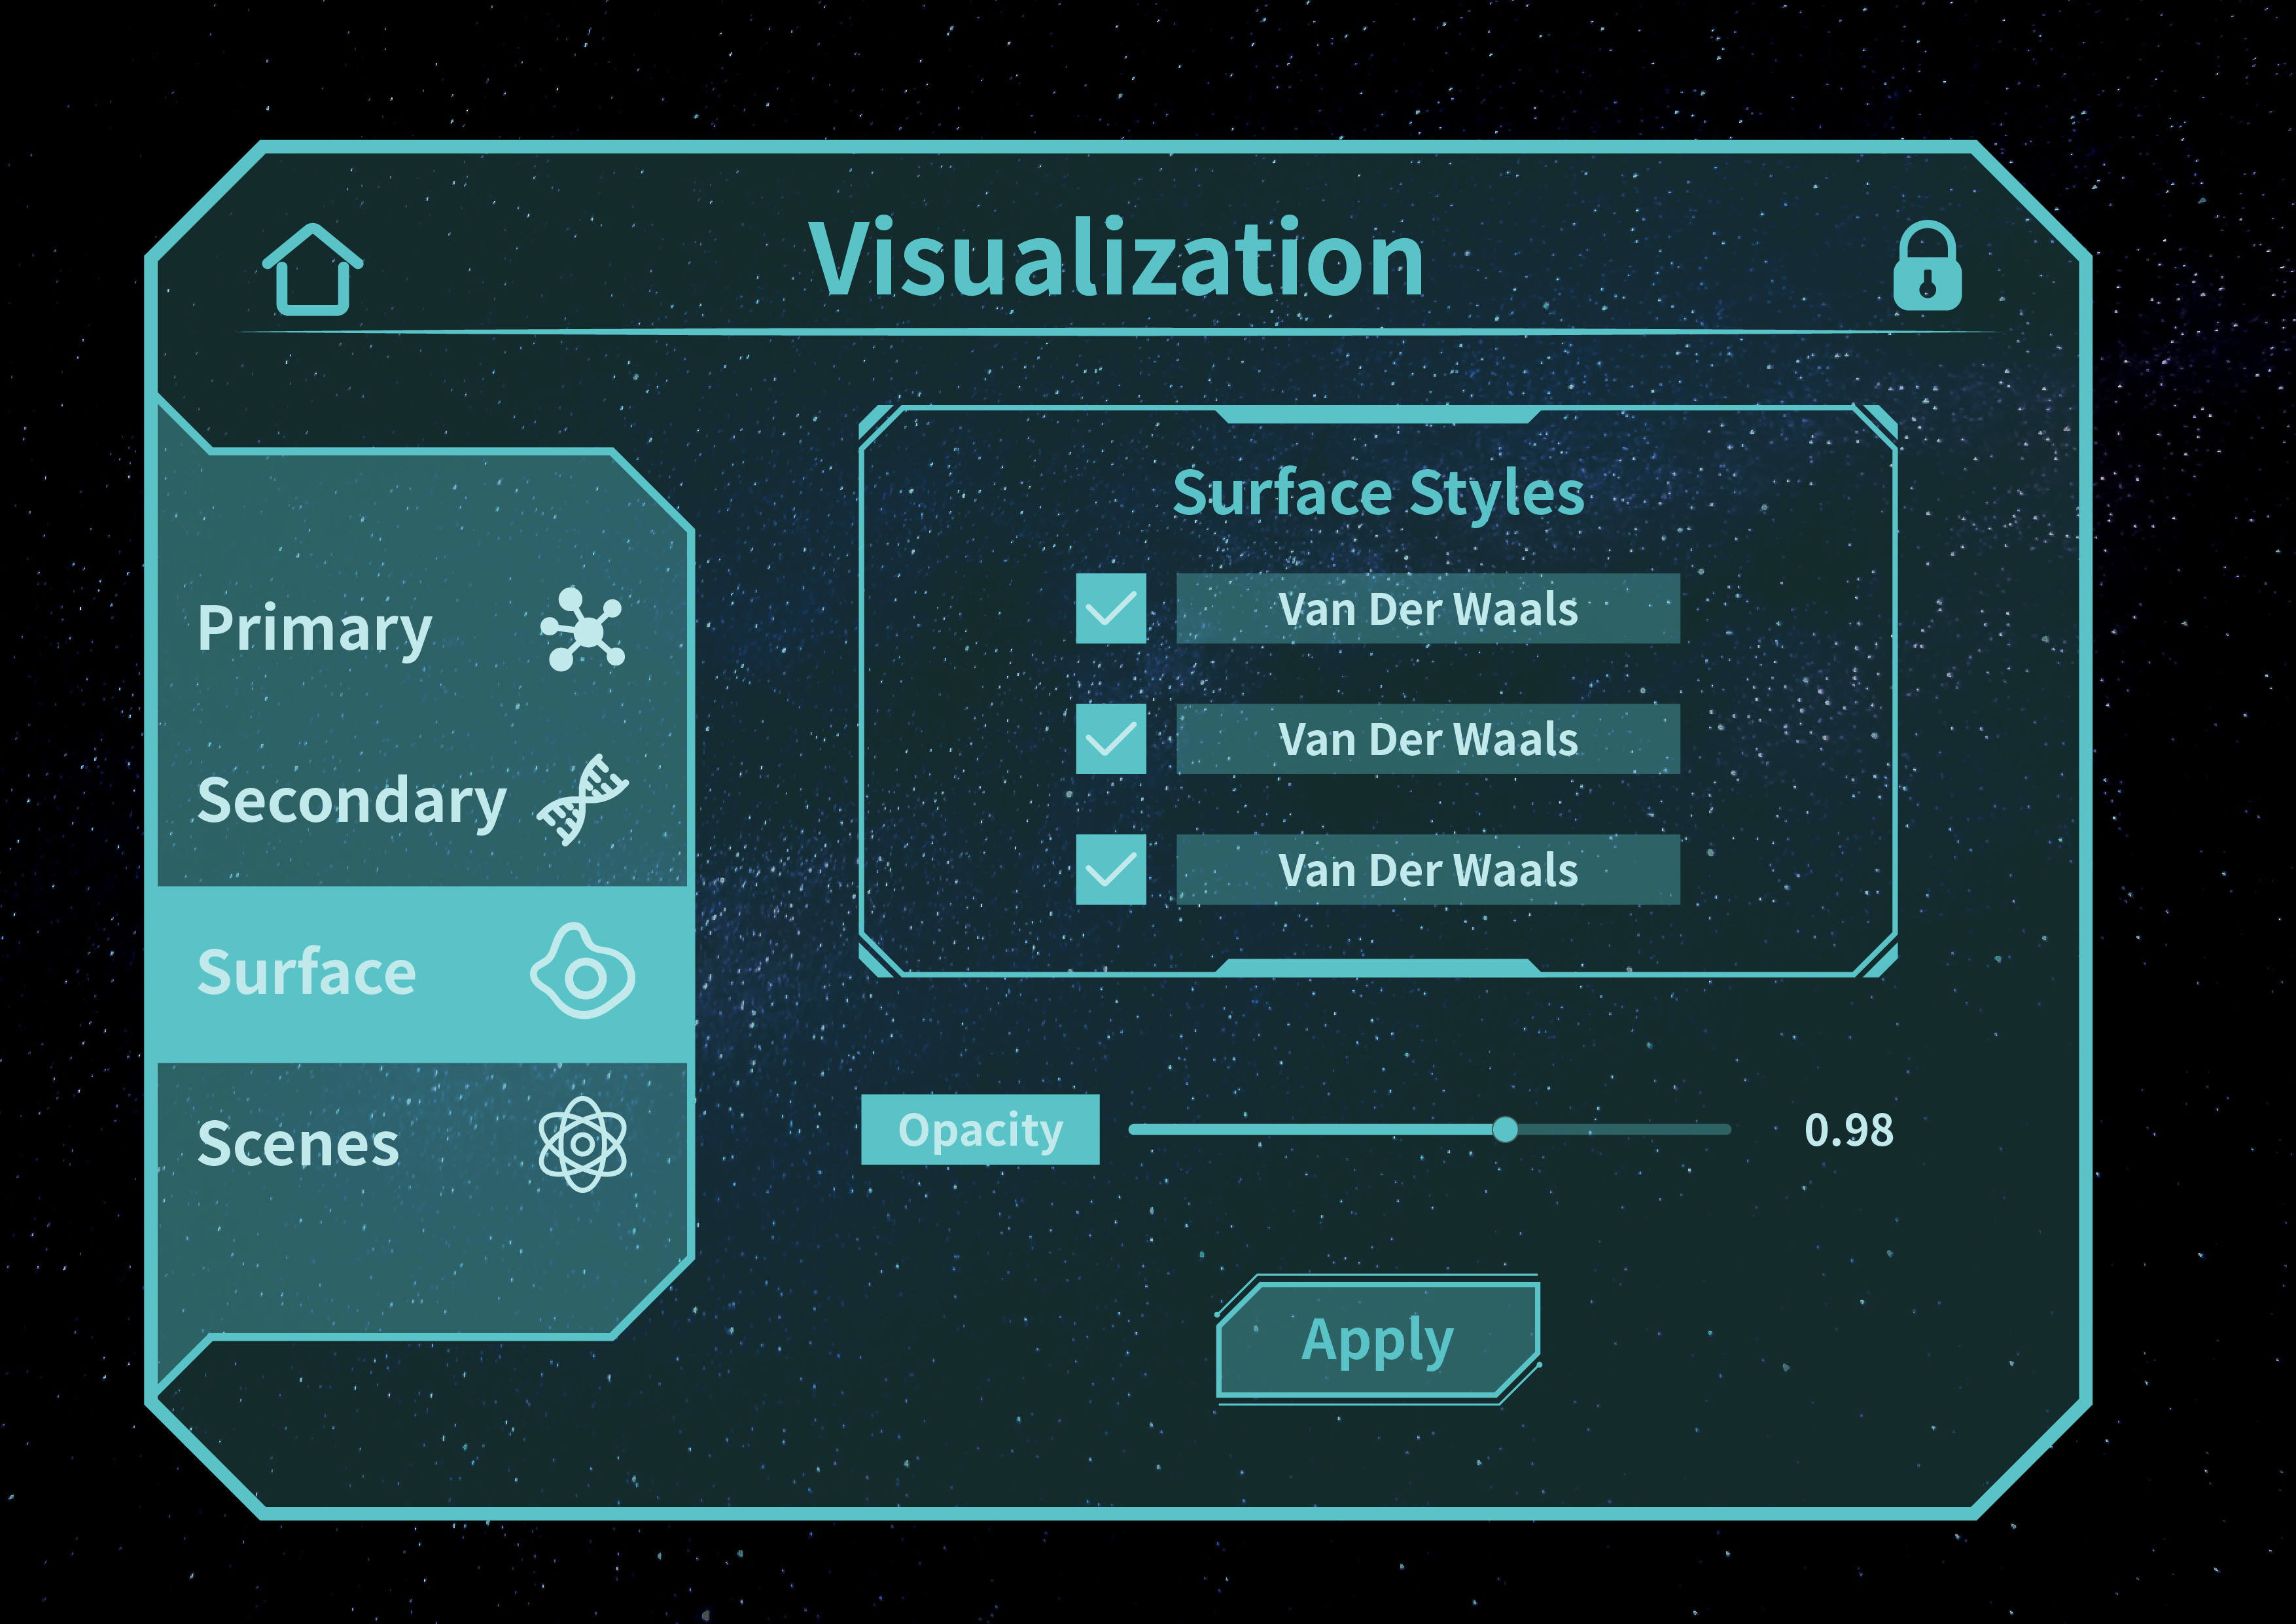 Visualization
Primary
Secondary
Surface
Scenes
Surface Styles
Van Der Waals
Van Der Waals
Van Der Waals
Opacity
0.98
Apply